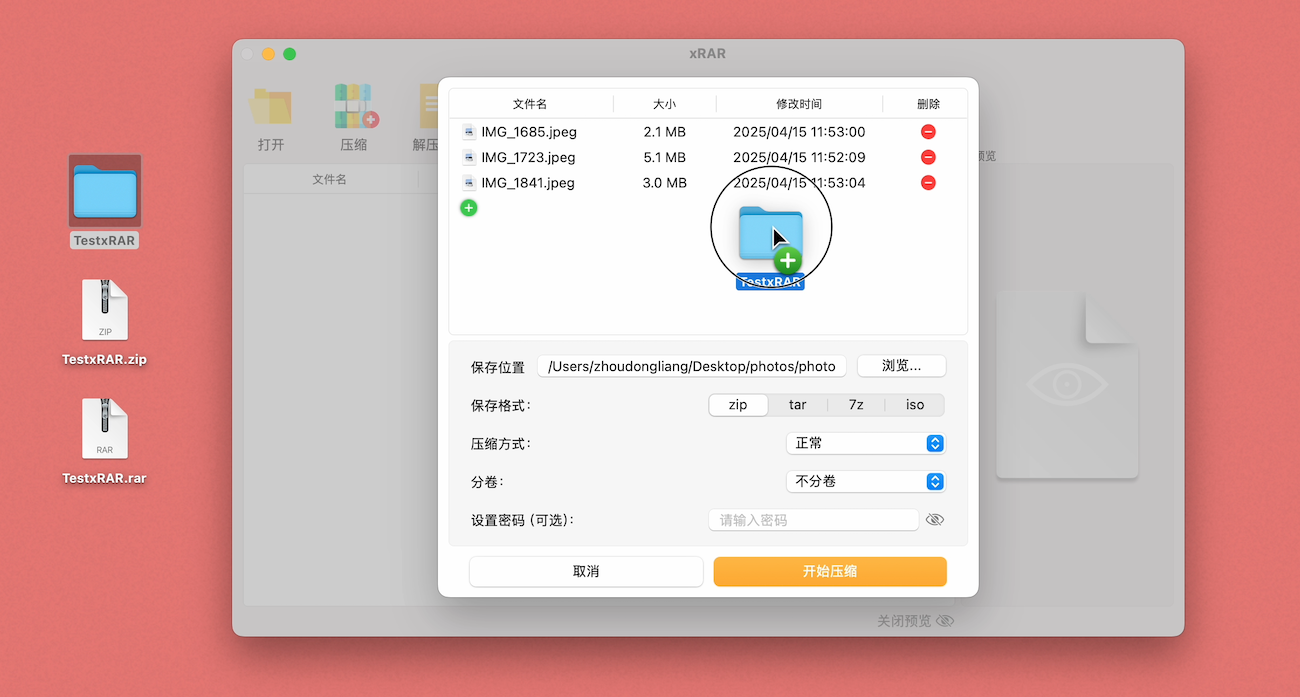 xRAR
打开
压缩
解压
预览
文件名
TestxRAR
ZIP
TestxRAR.zip
RAR
TestxRAR.rar
文件名 大小 修改时间 删除
IMG_1685.jpeg 2.1 MB 2025/04/15 11:53:00
IMG_1723.jpeg 5.1 MB 2025/04/15 11:52:09
IMG_1841.jpeg 3.0 MB 2025/04/15 11:53:04
TestxRAR
保存位置 /Users/zhoudongliang/Desktop/photos/photo 浏览...
保存格式: zip tar 7z iso
压缩方式: 正常
分卷: 不分卷
设置密码 (可选): 请输入密码
取消 开始压缩
关闭预览